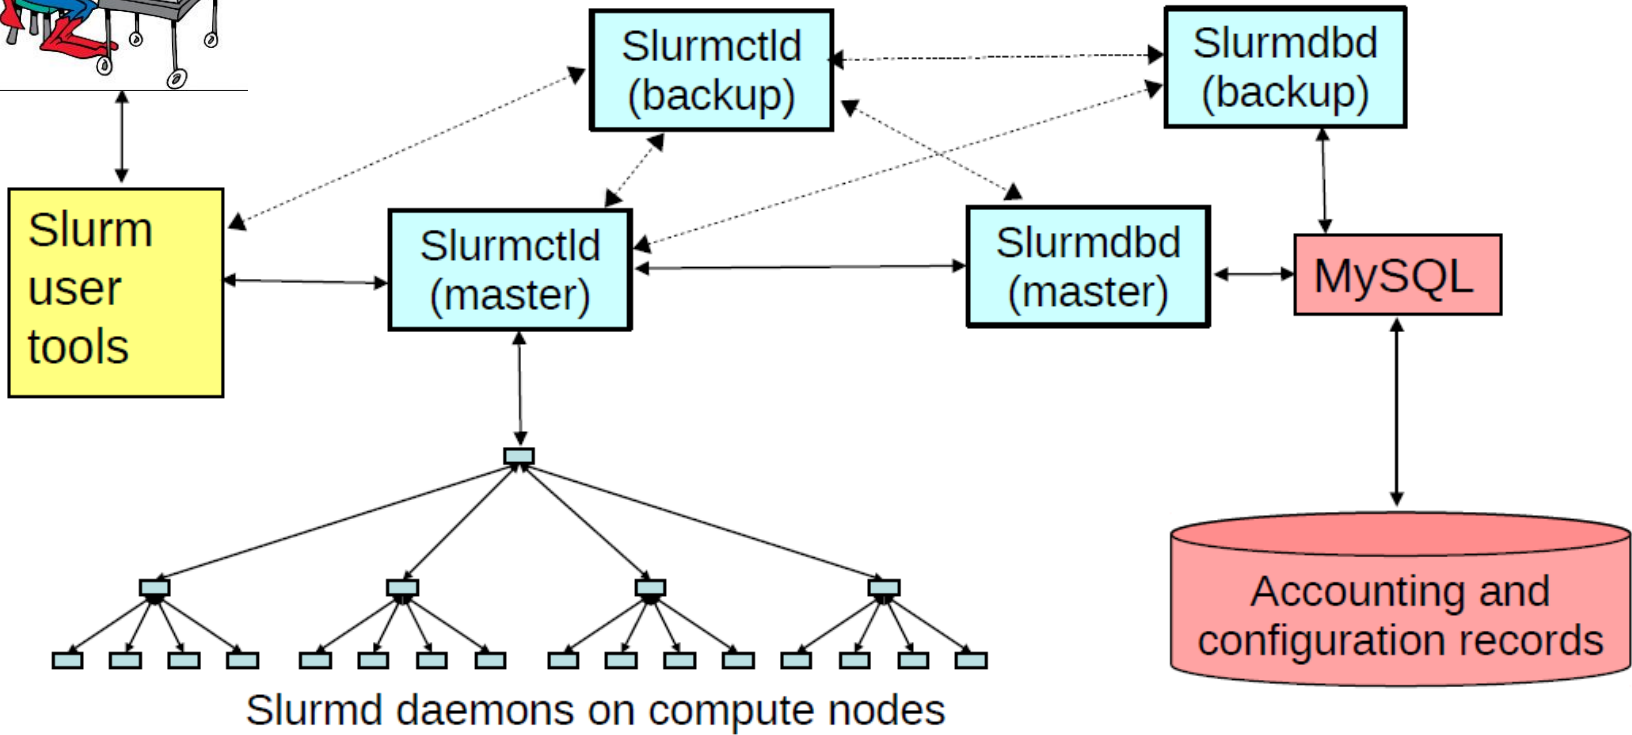 Slurmctld
(backup)
Slurmdbd
(backup)
Slurm
user
tools
Slurmctld
(master)
Slurmdbd
(master)
MySQL
Accounting and
configuration records
Slurmd daemons on compute nodes